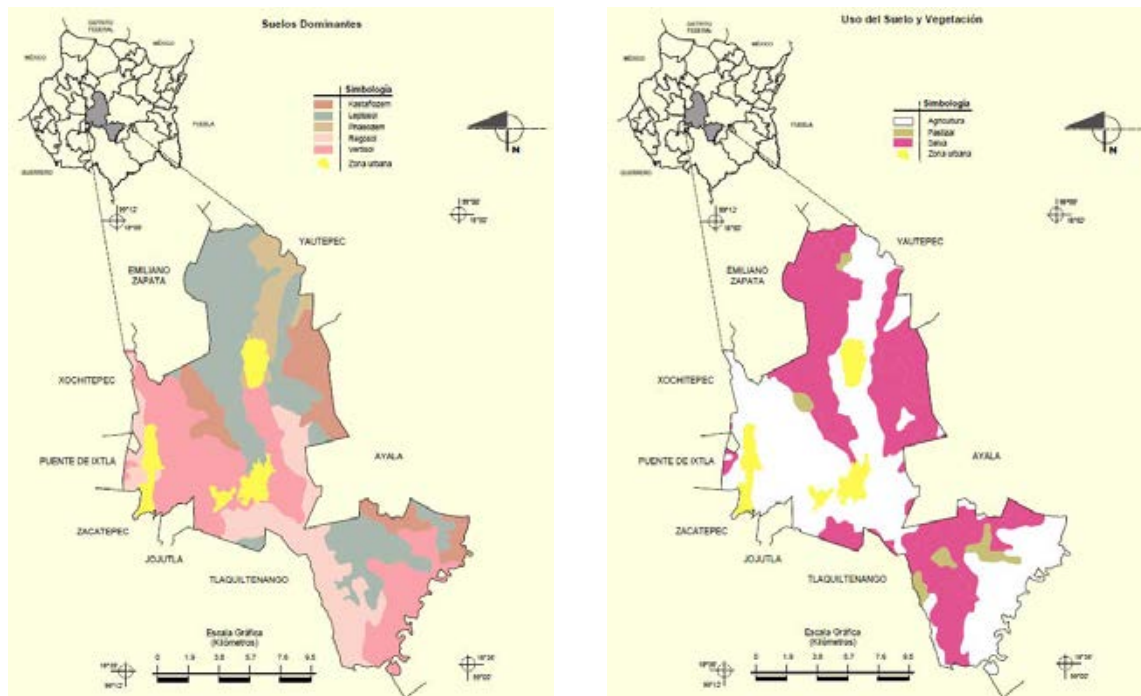 Suelos Dominantes
DISTRITO
FEDERAL
MÉXICO
MÉXICO
PUEBLA
GUERRERO
Simbología
Kastañozem
Leptosol
Phaeozem
Regosol
Vertisol
Zona urbana
N
YAUTEPEC
EMILIANO
ZAPATA
XOCHITEPEC
PUENTE DE IXTLA
AYALA
ZACATEPEC
JOJUTLA
TLAQUILTENANGO
Escala Gráfica
(Kilómetros)
0 1.9 3.8 5.7 7.6 9.5
Uso del Suelo y Vegetación
DISTRITO
FEDERAL
MÉXICO
MÉXICO
PUEBLA
GUERRERO
Simbología
Agricultura
Pastizal
Selva
Zona urbana
N
YAUTEPEC
EMILIANO
ZAPATA
XOCHITEPEC
PUENTE DE IXTLA
AYALA
ZACATEPEC
JOJUTLA
TLAQUILTENANGO
Escala Gráfica
(Kilómetros)
0 1.9 3.8 5.7 7.6 9.5